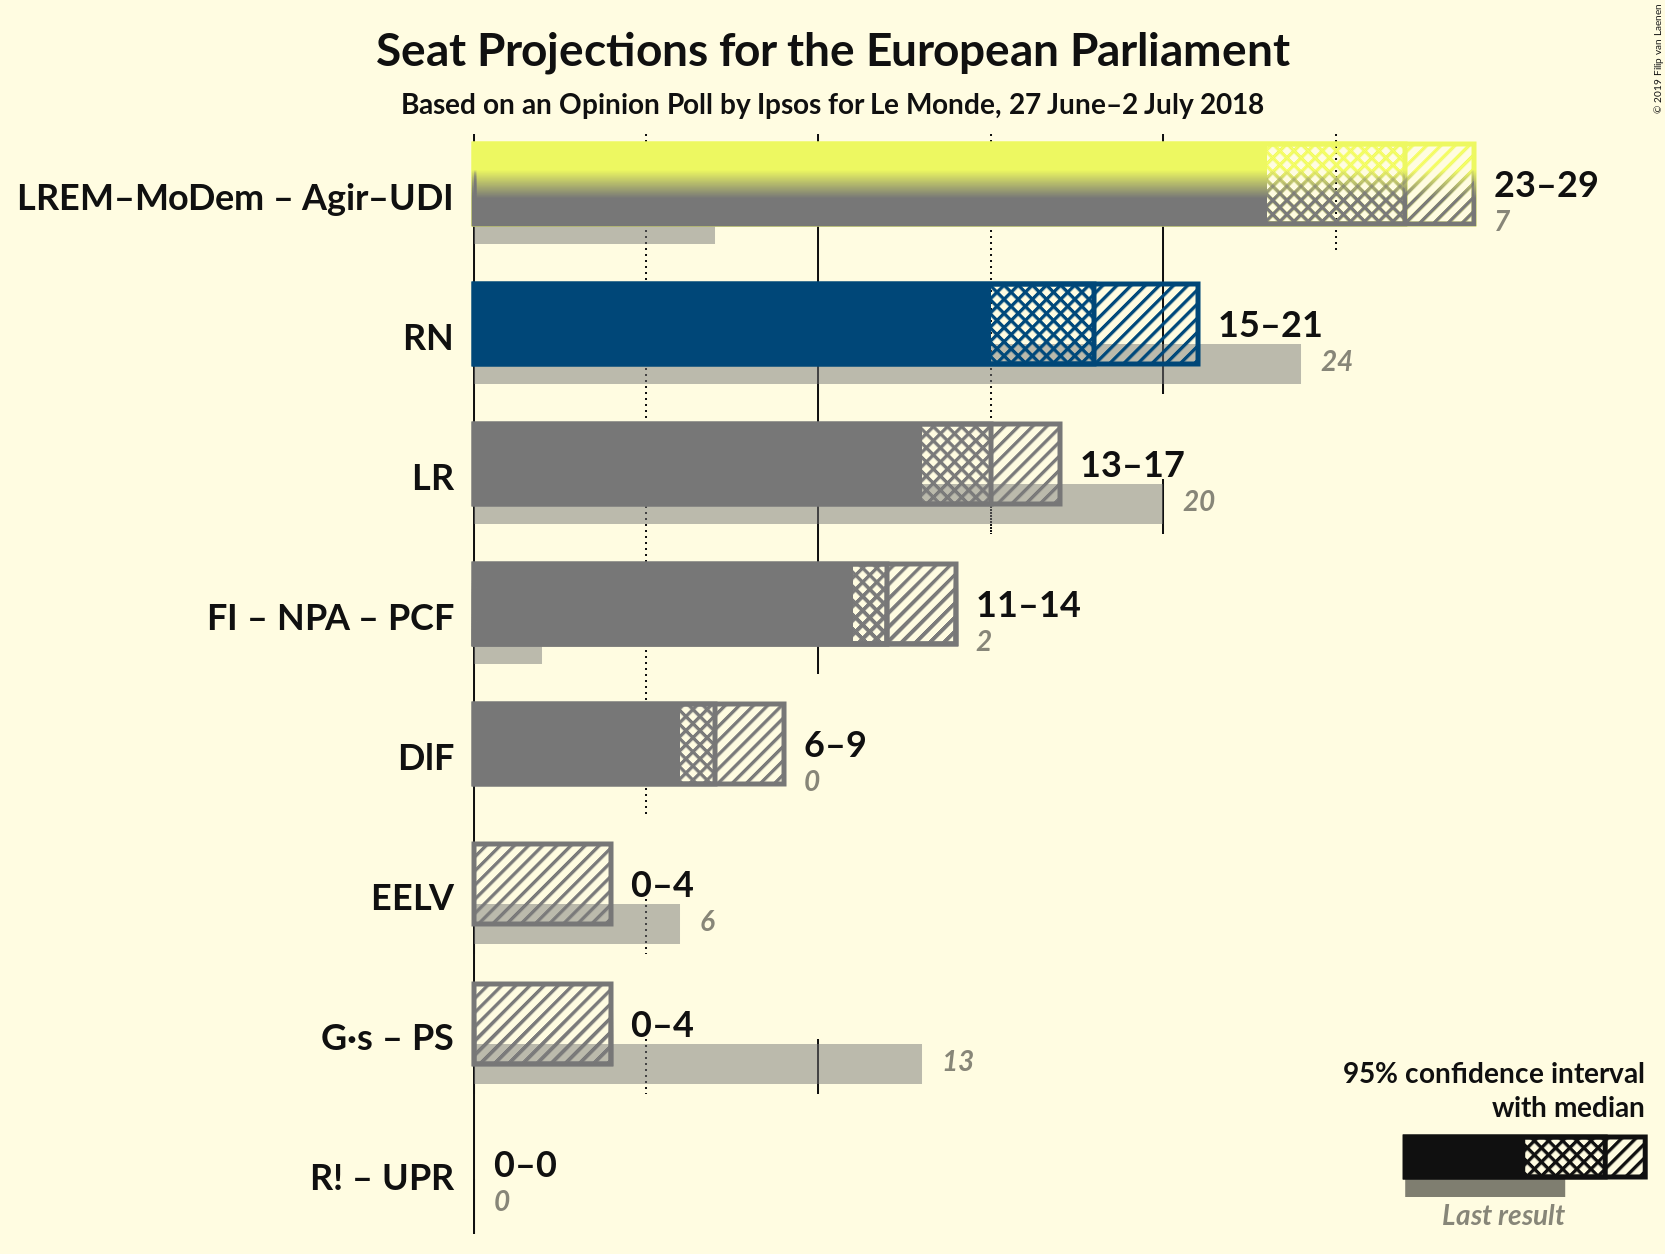 Seat Projections for the European Parliament
Based on an Opinion Poll by Ipsos for Le Monde, 27 June–2 July 2018
© 2019 Filip van Laenen
LREM–MoDem – Agir–UDI
23–29
7
RN
15–21
24
LR
13–17
20
FI – NPA – PCF
11–14
2
DlF
6–9
0
EELV
0–4
6
G·s – PS
0–4
13
R! – UPR
0–0
0
95% confidence interval
with median
Last result